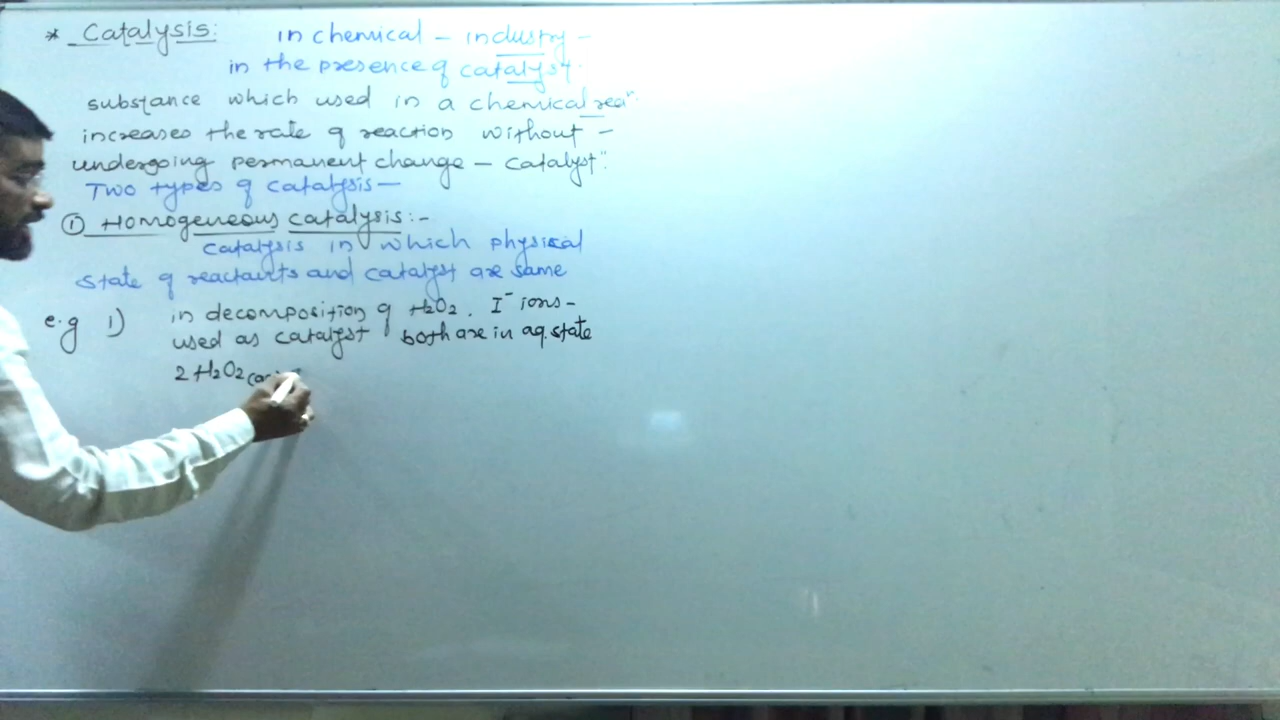 * Catalysis: in chemical - industry -
in the presence of catalyst.
substance which used in a chemical reaⁿ
increases the rate of reaction without -
undergoing permanent change - catalyst"
Two types of catalysis -
① Homogeneous catalysis:-
catalysis in which physical
state of reactants and catalyst are same
e.g 1) in decomposition of H₂O₂. I⁻ ions -
used as catalyst both are in aq. state
2 H₂O₂